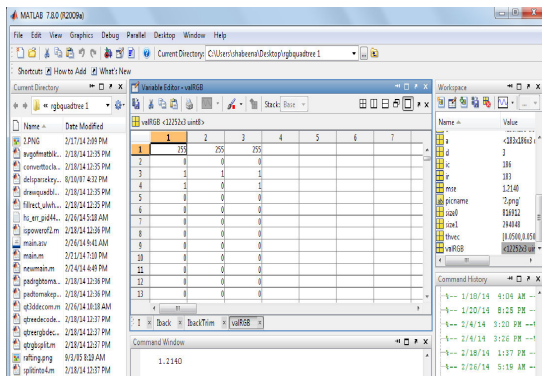 MATLAB 7.8.0 (R2009a)
File Edit View Graphics Debug Parallel Desktop Window Help
Current Directory: C:\Users\shabeera\Desktop\rgbquadtree 1
Shortcuts How to Add What's New
Current Directory
« rgbquadtree 1
Name Date Modified
2.PNG 2/17/14 2:09 PM
avgofmatblk... 2/18/14 12:35 PM
converttocla... 2/18/14 12:35 PM
delsparsekey... 8/10/07 4:32 PM
drawquadbl... 2/18/14 12:35 PM
fillrect_ulwh.... 2/18/14 12:35 PM
hs_err_pid44... 2/26/14 5:18 AM
ispowerof2.m 2/18/14 12:36 PM
main.asv 2/26/14 9:41 AM
main.m 2/21/14 7:10 PM
newmain.m 2/24/14 4:49 PM
padrgbtoma... 2/18/14 12:36 PM
padtomakep... 2/18/14 12:36 PM
qt3ddecom.m 2/26/14 10:18 AM
qtreedecode... 2/18/14 12:37 PM
qtreergbdec... 2/18/14 12:37 PM
qtrgbsplit.m 2/18/14 12:37 PM
rafting.png 9/3/05 8:19 AM
splitinto4.m 2/18/14 12:37 PM
Variable Editor - valRGB
Stack: Base
valRGB <12252x3 uint8>
1 2 3 4 5 6 7
1 255 255 255
2 0 0 0
3 1 1 1
4 1 0 1
5 0 0 0
6 0 0 0
7 0 0 0
8 0 0 0
9 0 0 0
10 0 0 0
11 0 0 0
12 0 0 0
13 0 0 0
I Iback IbackTrim valRGB
Command Window
1.2140
Workspace
Name Value
a <183x186x3 u
d 3
ic 186
ir 183
mse 1.2140
picname '2.png'
size0 816912
size1 294048
thvec [0.0500,0.050
valRGB <12252x3 uin
Command History
%-- 1/18/14 4:04 AM --
%-- 1/20/14 8:25 PM --
%-- 2/4/14 3:20 PM --%
%-- 2/4/14 3:26 PM --%
%-- 2/18/14 1:37 PM --
%-- 2/26/14 5:19 AM --